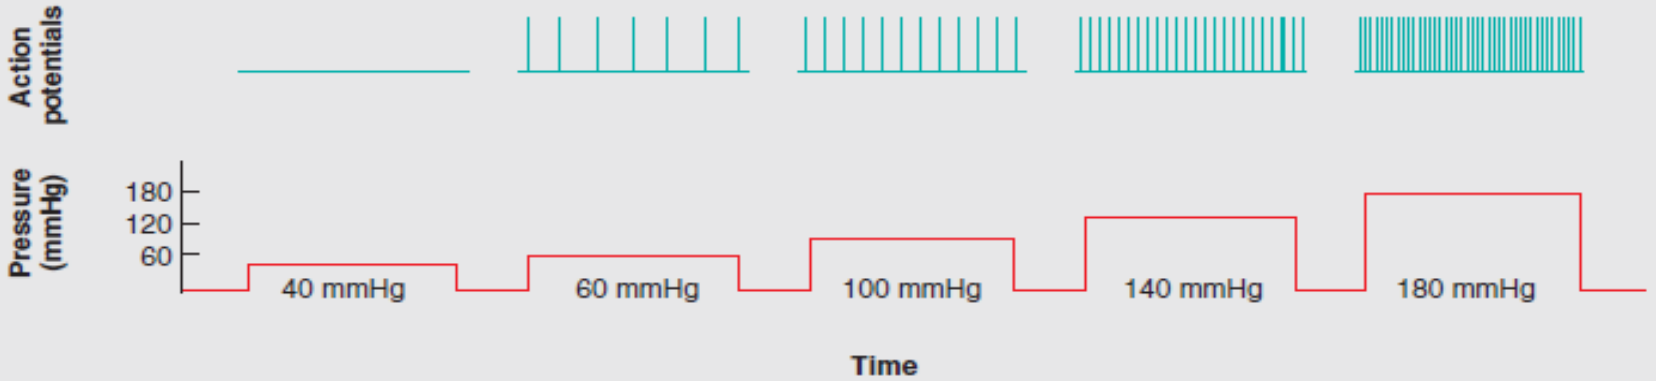 Action
potentials
Pressure
(mmHg)
180
120
60
40 mmHg
60 mmHg
100 mmHg
140 mmHg
180 mmHg
Time